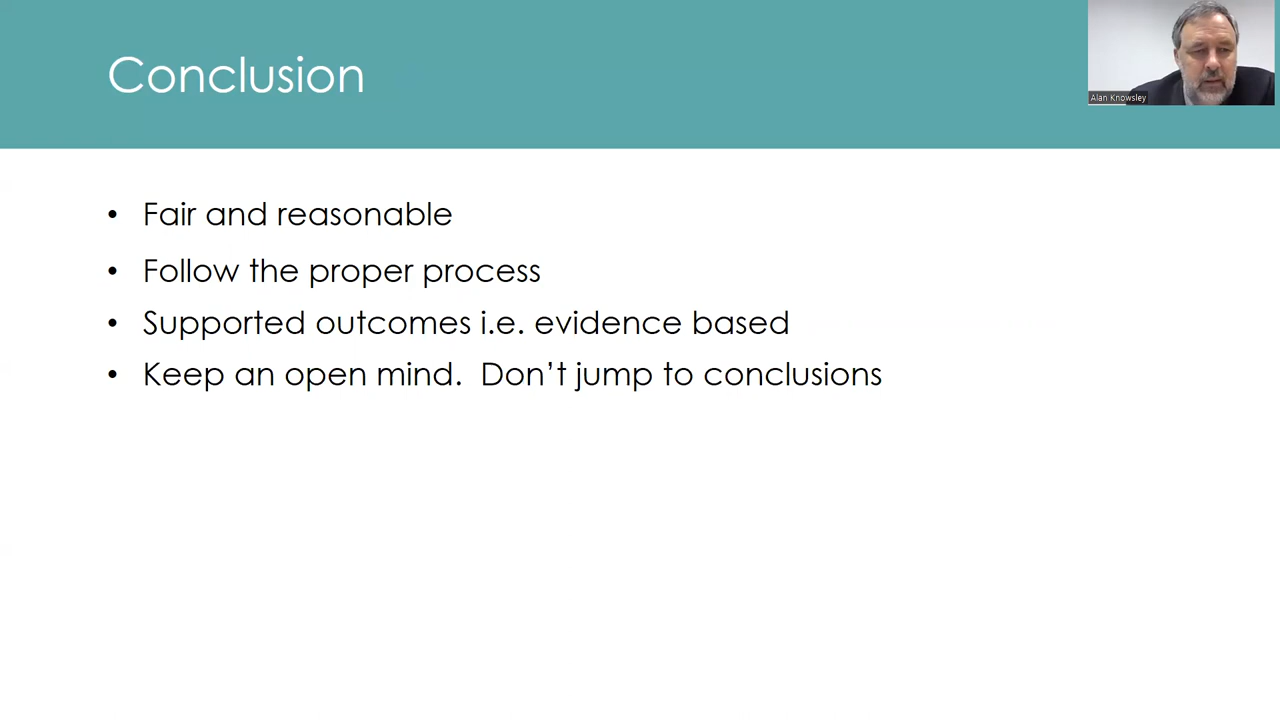 Conclusion
Alan Knowsley
• Fair and reasonable
• Follow the proper process
• Supported outcomes i.e. evidence based
• Keep an open mind.  Don’t jump to conclusions